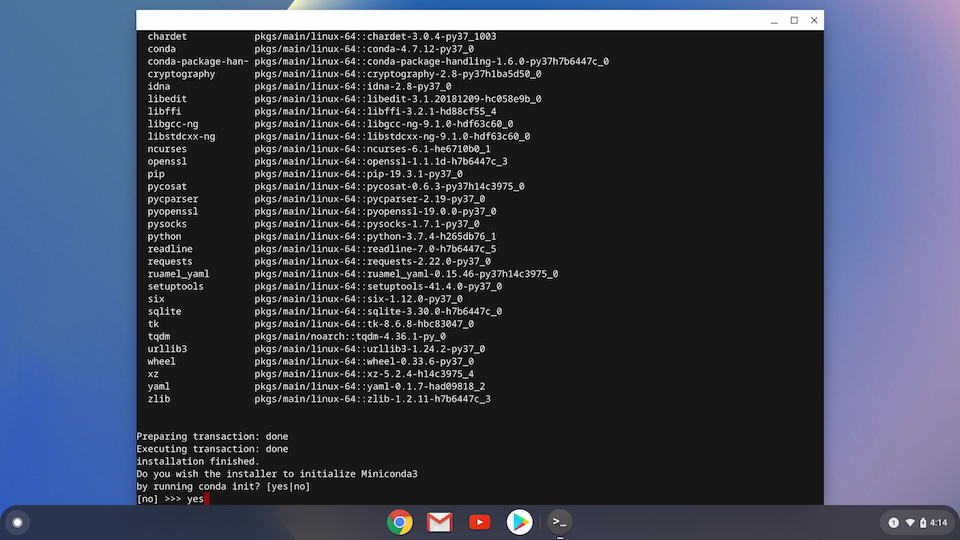 chardet pkgs/main/linux-64::chardet-3.0.4-py37_1003
conda pkgs/main/linux-64::conda-4.7.12-py37_0
conda-package-han~ pkgs/main/linux-64::conda-package-handling-1.6.0-py37h7b6447c_0
cryptography pkgs/main/linux-64::cryptography-2.8-py37h1ba5d50_0
idna pkgs/main/linux-64::idna-2.8-py37_0
libedit pkgs/main/linux-64::libedit-3.1.20181209-hc058e9b_0
libffi pkgs/main/linux-64::libffi-3.2.1-hd88cf55_4
libgcc-ng pkgs/main/linux-64::libgcc-ng-9.1.0-hdf63c60_0
libstdcxx-ng pkgs/main/linux-64::libstdcxx-ng-9.1.0-hdf63c60_0
ncurses pkgs/main/linux-64::ncurses-6.1-he6710b0_1
openssl pkgs/main/linux-64::openssl-1.1.1d-h7b6447c_3
pip pkgs/main/linux-64::pip-19.3.1-py37_0
pycosat pkgs/main/linux-64::pycosat-0.6.3-py37h14c3975_0
pycparser pkgs/main/linux-64::pycparser-2.19-py37_0
pyopenssl pkgs/main/linux-64::pyopenssl-19.0.0-py37_0
pysocks pkgs/main/linux-64::pysocks-1.7.1-py37_0
python pkgs/main/linux-64::python-3.7.4-h265db76_1
readline pkgs/main/linux-64::readline-7.0-h7b6447c_5
requests pkgs/main/linux-64::requests-2.22.0-py37_0
ruamel_yaml pkgs/main/linux-64::ruamel_yaml-0.15.46-py37h14c3975_0
setuptools pkgs/main/linux-64::setuptools-41.4.0-py37_0
six pkgs/main/linux-64::six-1.12.0-py37_0
sqlite pkgs/main/linux-64::sqlite-3.30.0-h7b6447c_0
tk pkgs/main/linux-64::tk-8.6.8-hbc83047_0
tqdm pkgs/main/noarch::tqdm-4.36.1-py_0
urllib3 pkgs/main/linux-64::urllib3-1.24.2-py37_0
wheel pkgs/main/linux-64::wheel-0.33.6-py37_0
xz pkgs/main/linux-64::xz-5.2.4-h14c3975_4
yaml pkgs/main/linux-64::yaml-0.1.7-had09818_2
zlib pkgs/main/linux-64::zlib-1.2.11-h7b6447c_3
Preparing transaction: done
Executing transaction: done
installation finished.
Do you wish the installer to initialize Miniconda3
by running conda init? [yes|no]
[no] >>> yes
>_
1 4:14